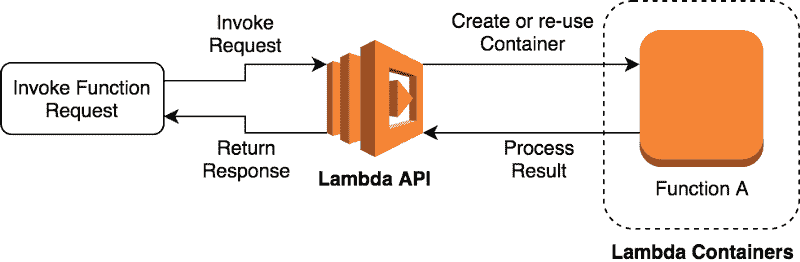 Invoke
Request
Create or re-use
Container
Invoke Function
Request
Return
Response
Lambda API
Process
Result
Function A
Lambda Containers